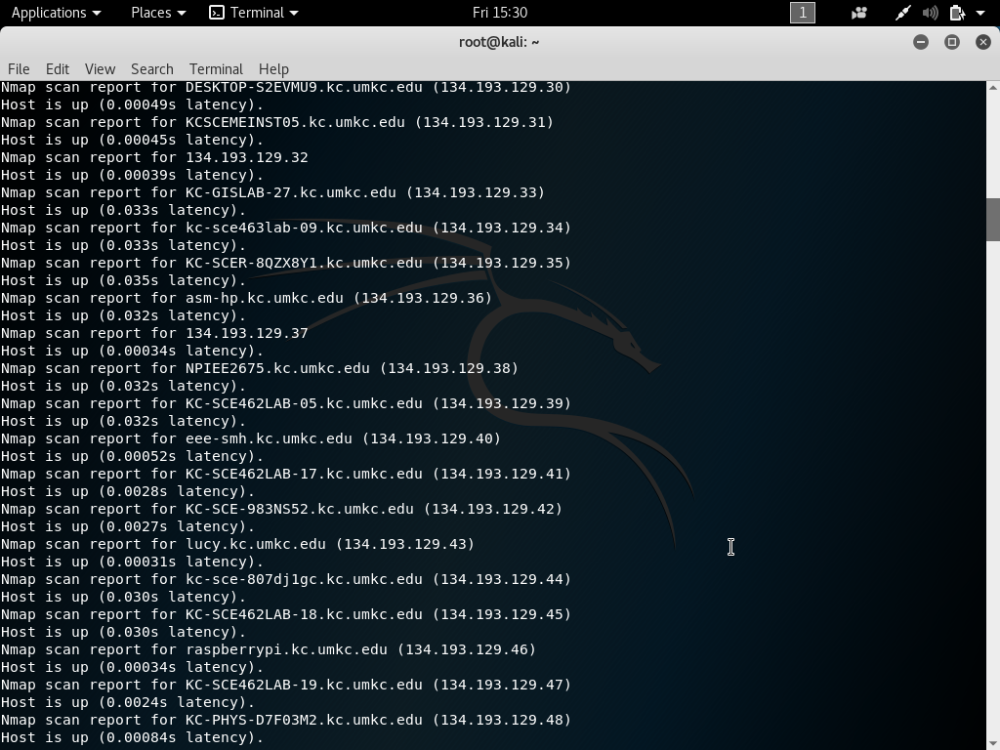 Applications Places Terminal Fri 15:30 1
root@kali: ~
File Edit View Search Terminal Help
Nmap scan report for DESKTOP-S2EVMU9.kc.umkc.edu (134.193.129.30)
Host is up (0.00049s latency).
Nmap scan report for KCSCEMEINST05.kc.umkc.edu (134.193.129.31)
Host is up (0.00045s latency).
Nmap scan report for 134.193.129.32
Host is up (0.00039s latency).
Nmap scan report for KC-GISLAB-27.kc.umkc.edu (134.193.129.33)
Host is up (0.033s latency).
Nmap scan report for kc-sce463lab-09.kc.umkc.edu (134.193.129.34)
Host is up (0.033s latency).
Nmap scan report for KC-SCER-8QZX8Y1.kc.umkc.edu (134.193.129.35)
Host is up (0.035s latency).
Nmap scan report for asm-hp.kc.umkc.edu (134.193.129.36)
Host is up (0.032s latency).
Nmap scan report for 134.193.129.37
Host is up (0.00034s latency).
Nmap scan report for NPIEE2675.kc.umkc.edu (134.193.129.38)
Host is up (0.032s latency).
Nmap scan report for KC-SCE462LAB-05.kc.umkc.edu (134.193.129.39)
Host is up (0.032s latency).
Nmap scan report for eee-smh.kc.umkc.edu (134.193.129.40)
Host is up (0.00052s latency).
Nmap scan report for KC-SCE462LAB-17.kc.umkc.edu (134.193.129.41)
Host is up (0.0028s latency).
Nmap scan report for KC-SCE-983NS52.kc.umkc.edu (134.193.129.42)
Host is up (0.0027s latency).
Nmap scan report for lucy.kc.umkc.edu (134.193.129.43)
Host is up (0.00031s latency).
Nmap scan report for kc-sce-807dj1gc.kc.umkc.edu (134.193.129.44)
Host is up (0.030s latency).
Nmap scan report for KC-SCE462LAB-18.kc.umkc.edu (134.193.129.45)
Host is up (0.030s latency).
Nmap scan report for raspberrypi.kc.umkc.edu (134.193.129.46)
Host is up (0.00034s latency).
Nmap scan report for KC-SCE462LAB-19.kc.umkc.edu (134.193.129.47)
Host is up (0.0024s latency).
Nmap scan report for KC-PHYS-D7F03M2.kc.umkc.edu (134.193.129.48)
Host is up (0.00084s latency).